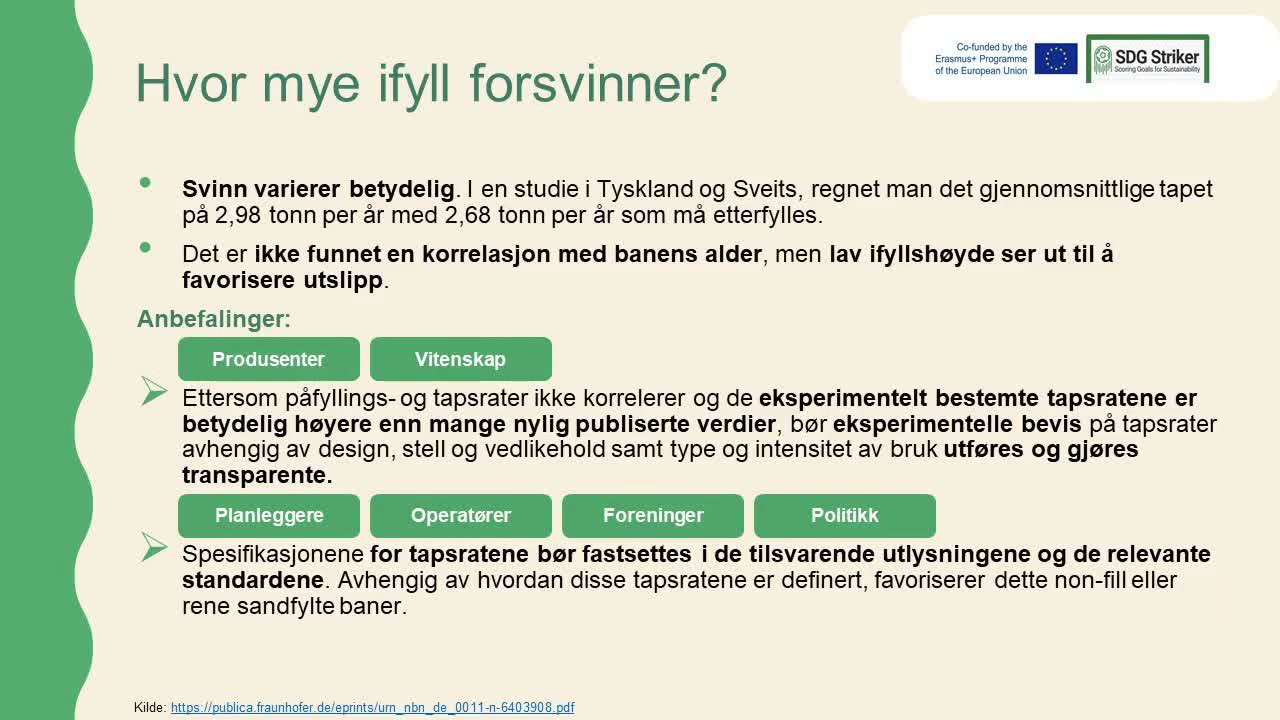 Co-funded by the
Erasmus+ Programme
of the European Union
SDG Striker
Scoring Goals for Sustainability
Hvor mye ifyll forsvinner?
Svinn varierer betydelig. I en studie i Tyskland og Sveits, regnet man det gjennomsnittlige tapet
på 2,98 tonn per år med 2,68 tonn per år som må etterfylles.
Det er ikke funnet en korrelasjon med banens alder, men lav ifyllshøyde ser ut til å
favorisere utslipp.
Anbefalinger:
Produsenter Vitenskap
Ettersom påfyllings- og tapsrater ikke korrelerer og de eksperimentelt bestemte tapsratene er
betydelig høyere enn mange nylig publiserte verdier, bør eksperimentelle bevis på tapsrater
avhengig av design, stell og vedlikehold samt type og intensitet av bruk utføres og gjøres
transparente.
Planleggere Operatører Foreninger Politikk
Spesifikasjonene for tapsratene bør fastsettes i de tilsvarende utlysningene og de relevante
standardene. Avhengig av hvordan disse tapsratene er definert, favoriserer dette non-fill eller
rene sandfylte baner.
Kilde: https://publica.fraunhofer.de/eprints/urn_nbn_de_0011-n-6403908.pdf